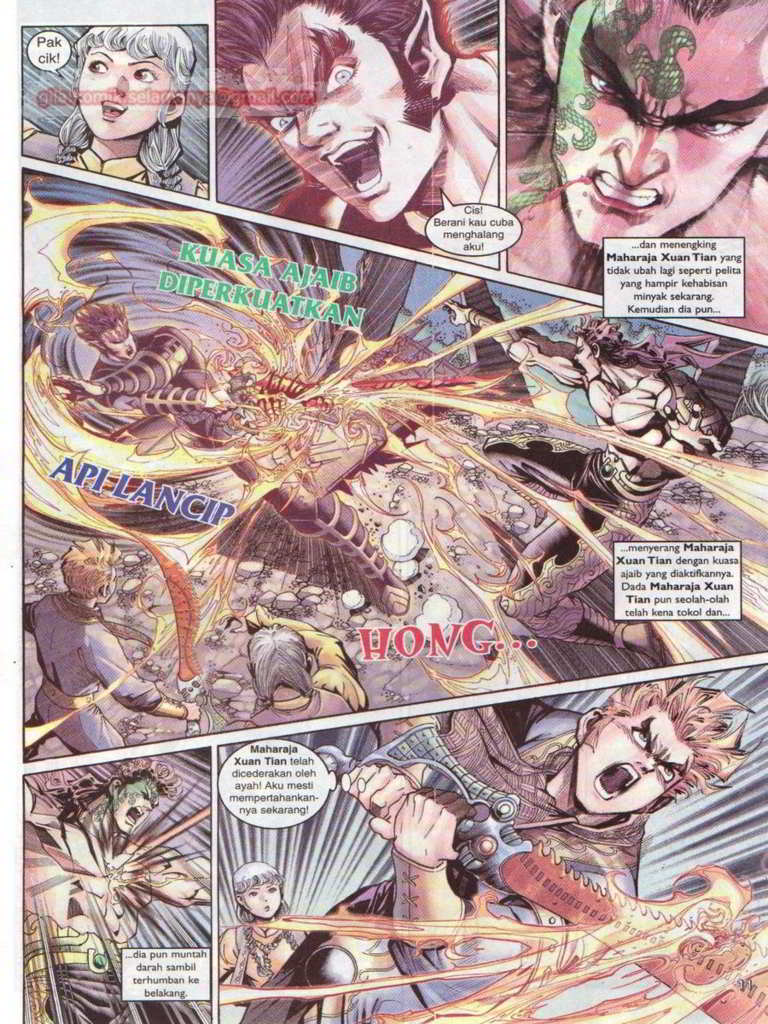 Pak
cik!
Cis!
Berani kau cuba
menghalang
aku!
...dan menengking
Maharaja Xuan Tian yang
tidak ubah lagi seperti pelita
yang hampir kehabisan
minyak sekarang.
Kemudian dia pun...
KUASA AJAIB
DIPERKUATKAN
API LANCIP
...menyerang Maharaja
Xuan Tian dengan kuasa
ajaib yang diaktifkannya.
Dada Maharaja Xuan
Tian pun seolah-olah
telah kena tokol dan...
HONG...
...dia pun muntah
darah sambil
terhumban ke
belakang.
Maharaja
Xuan Tian telah
dicederakan oleh
ayah! Aku mesti
mempertahankan-
nya sekarang!